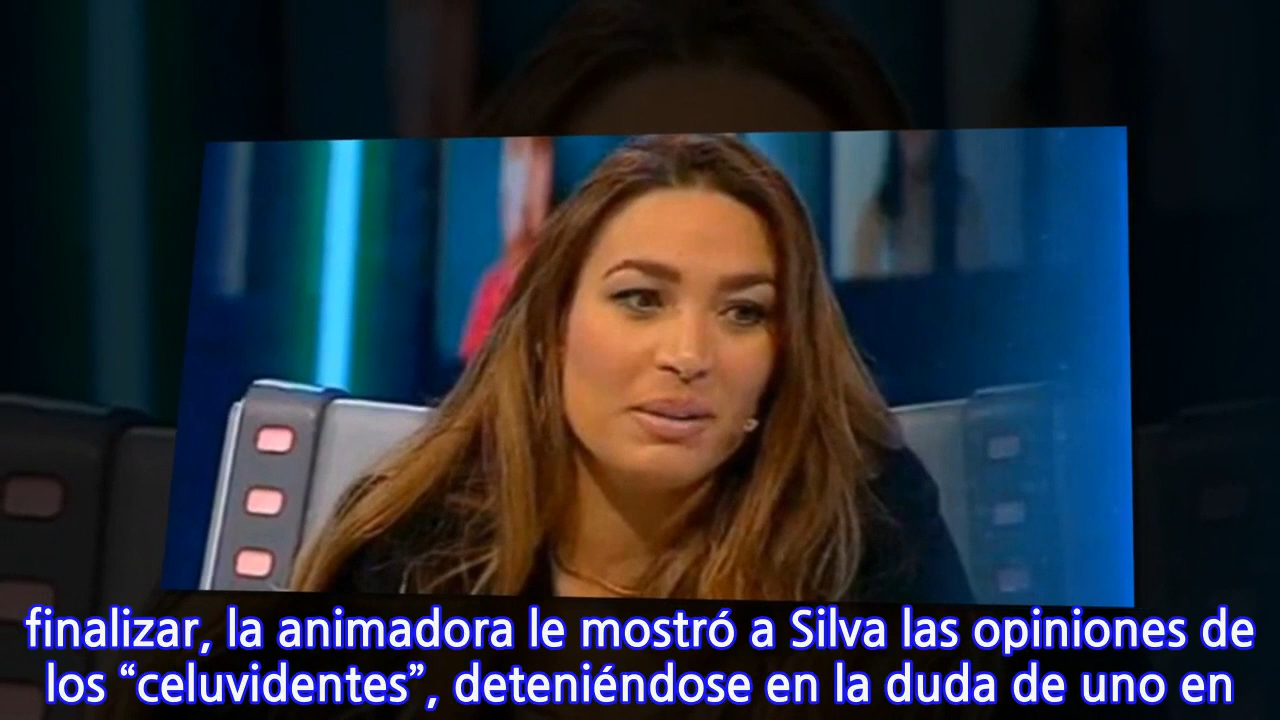 finalizar, la animadora le mostró a Silva las opiniones de
los “celuvidentes”, deteniéndose en la duda de uno en